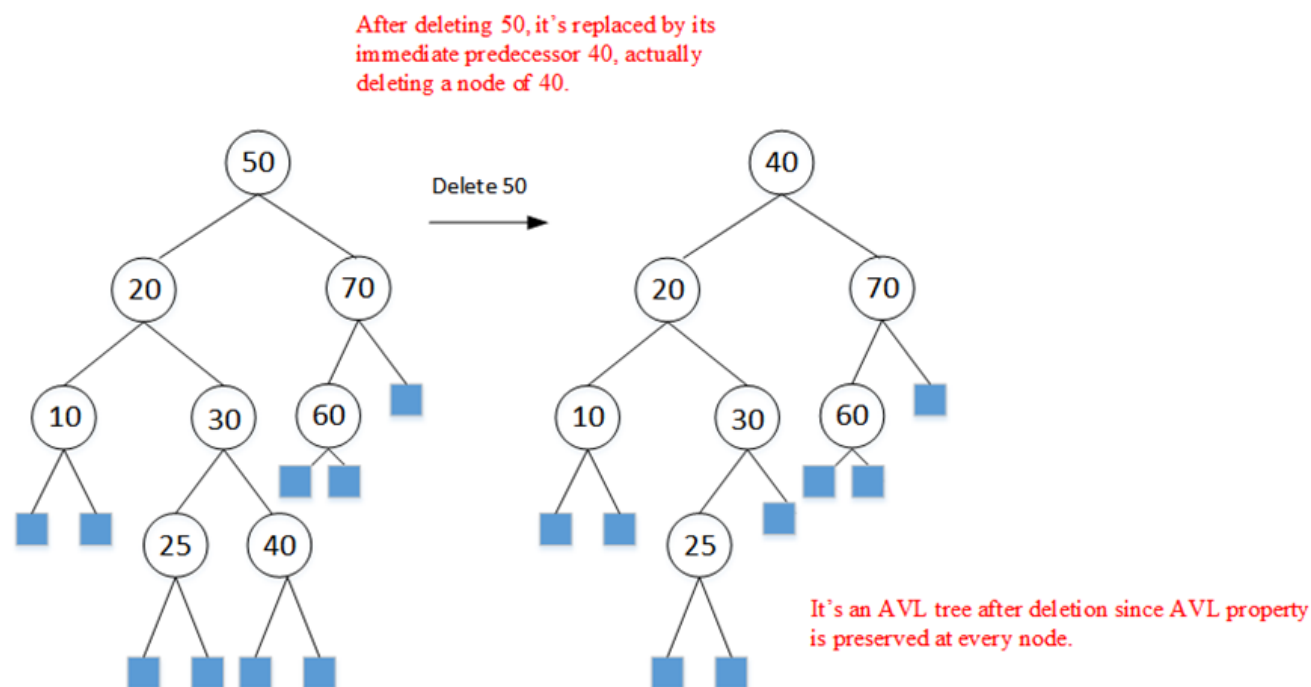 After deleting 50, it's replaced by its
immediate predecessor 40, actually
deleting a node of 40.
50
Delete 50
40
20
70
20
70
10
30
60
10
30
60
25
40
25
It's an AVL tree after deletion since AVL property
is preserved at every node.